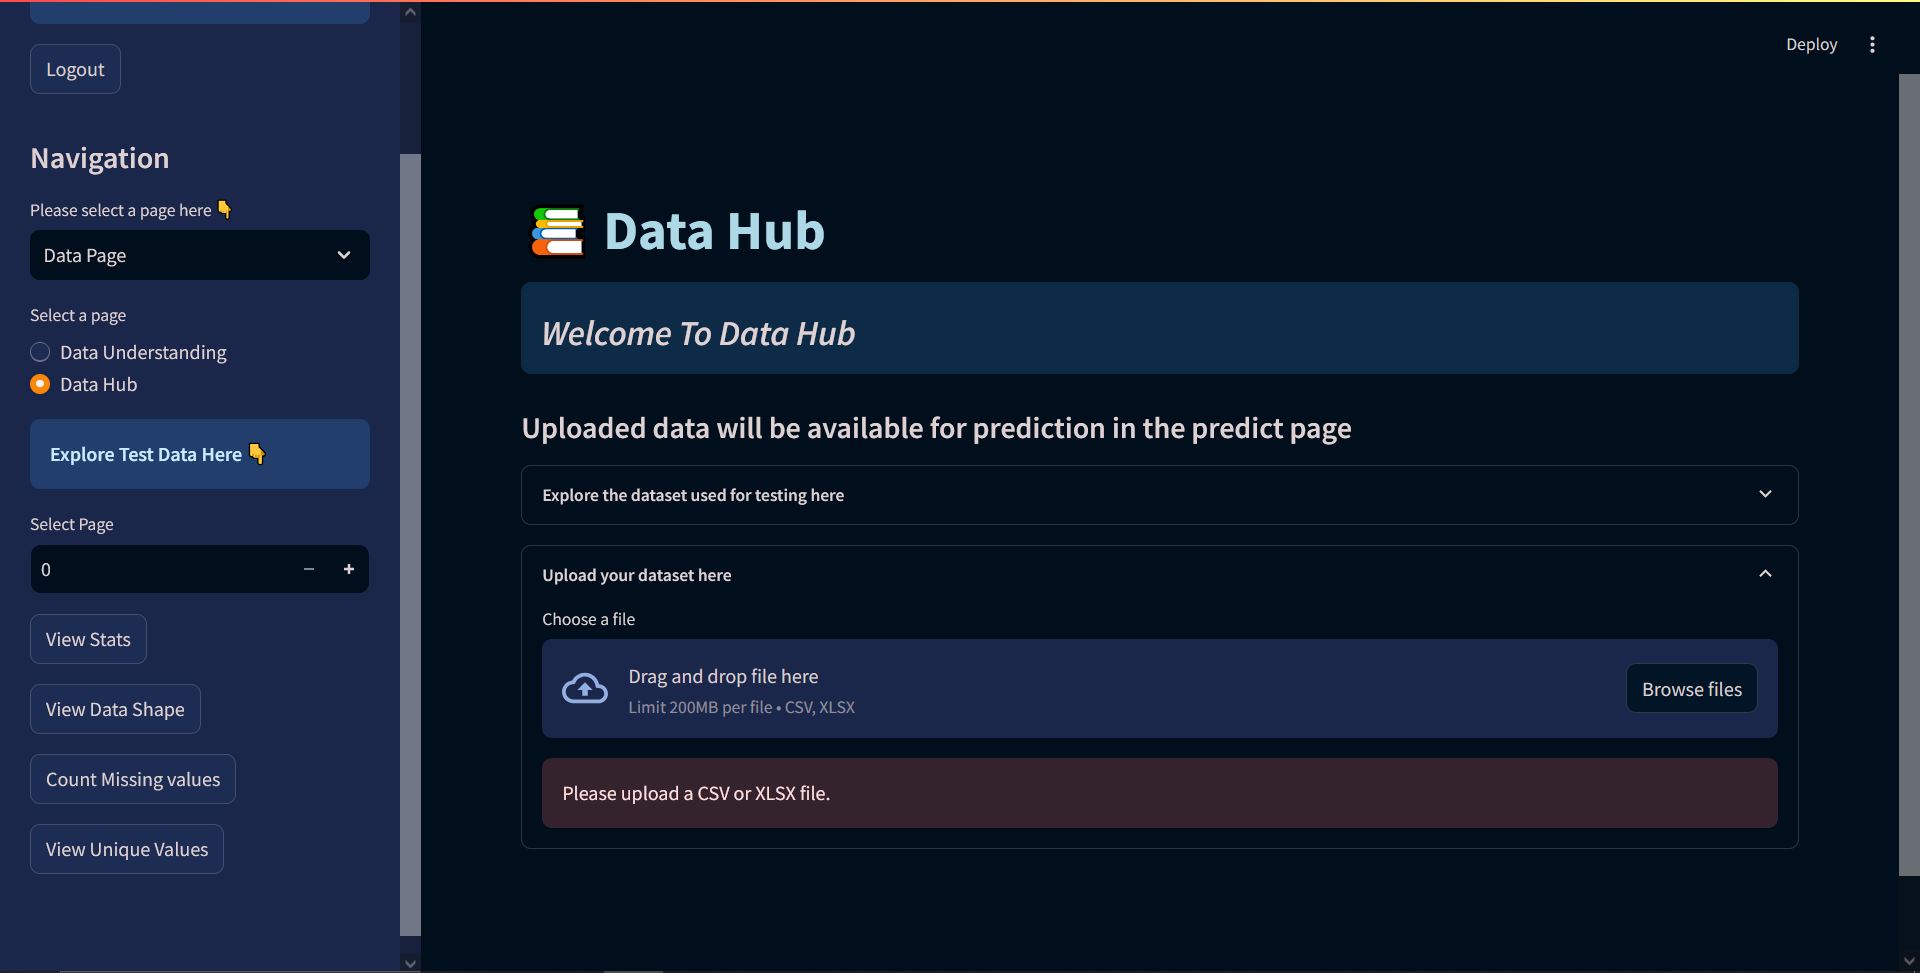 Logout
Navigation
Please select a page here 👇
Data Page
Select a page
Data Understanding
Data Hub
Explore Test Data Here 👇
Select Page
0
View Stats
View Data Shape
Count Missing values
View Unique Values
Deploy
📚 Data Hub
Welcome To Data Hub
Uploaded data will be available for prediction in the predict page
Explore the dataset used for testing here
Upload your dataset here
Choose a file
Drag and drop file here
Limit 200MB per file • CSV, XLSX
Browse files
Please upload a CSV or XLSX file.